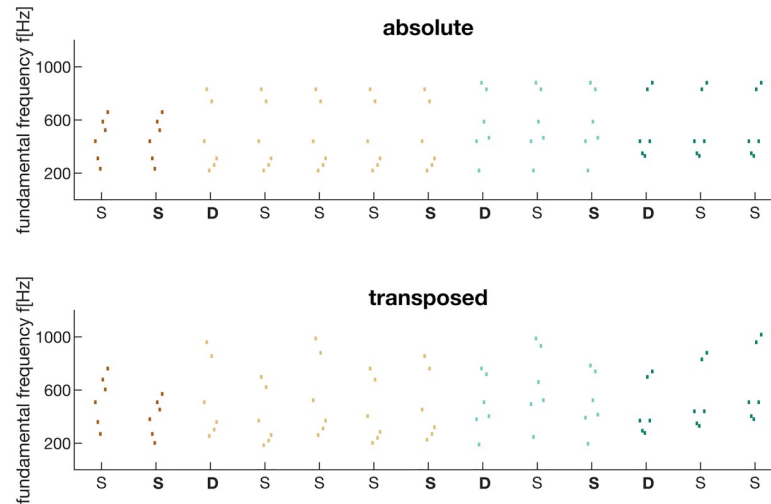 absolute
fundamental frequency f[Hz]
1000
600
200
S S D S S S S D S S D S S
transposed
fundamental frequency f[Hz]
1000
600
200
S S D S S S S D S S D S S